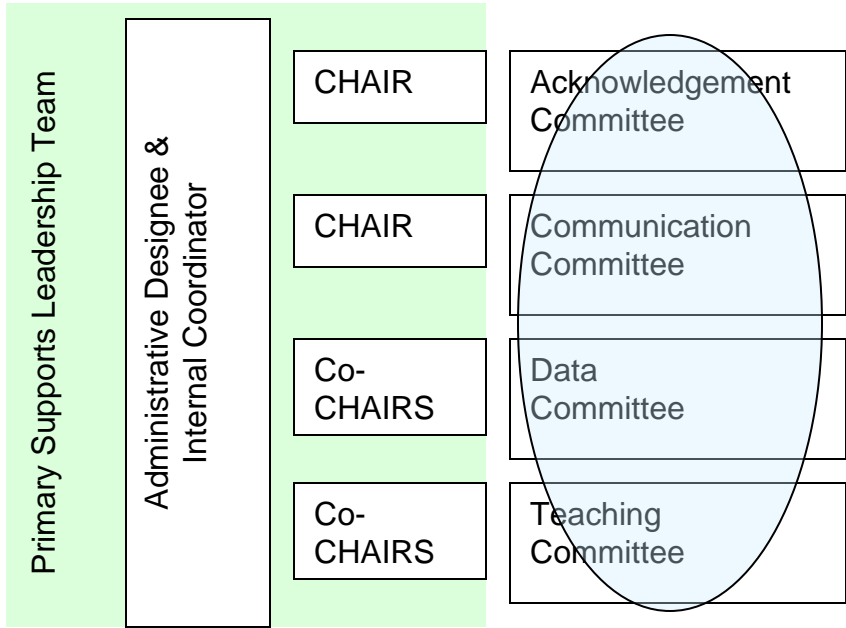 Primary Supports Leadership Team
Administrative Designee &
Internal Coordinator
CHAIR
Acknowledgement
Committee
CHAIR
Communication
Committee
Co-
CHAIRS
Data
Committee
Co-
CHAIRS
Teaching
Committee